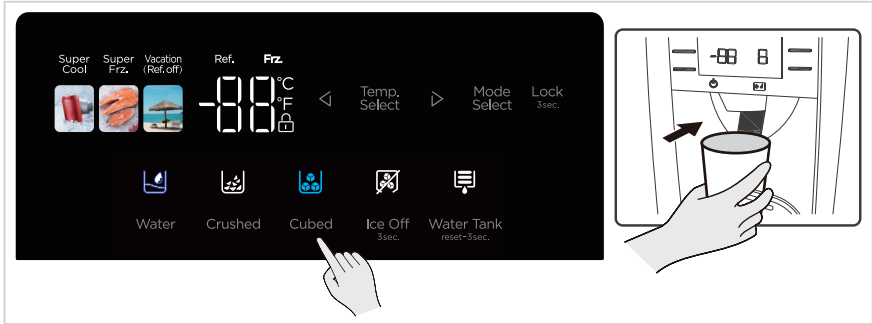 Super Cool
Super Frz.
Vacation (Ref. off)
Ref.
Frz.
-88 °C
°F
Temp. Select
Mode Select
Lock
3sec.
-88 8
Water
Crushed
Cubed
Ice Off
3sec.
Water Tank
reset-3sec.